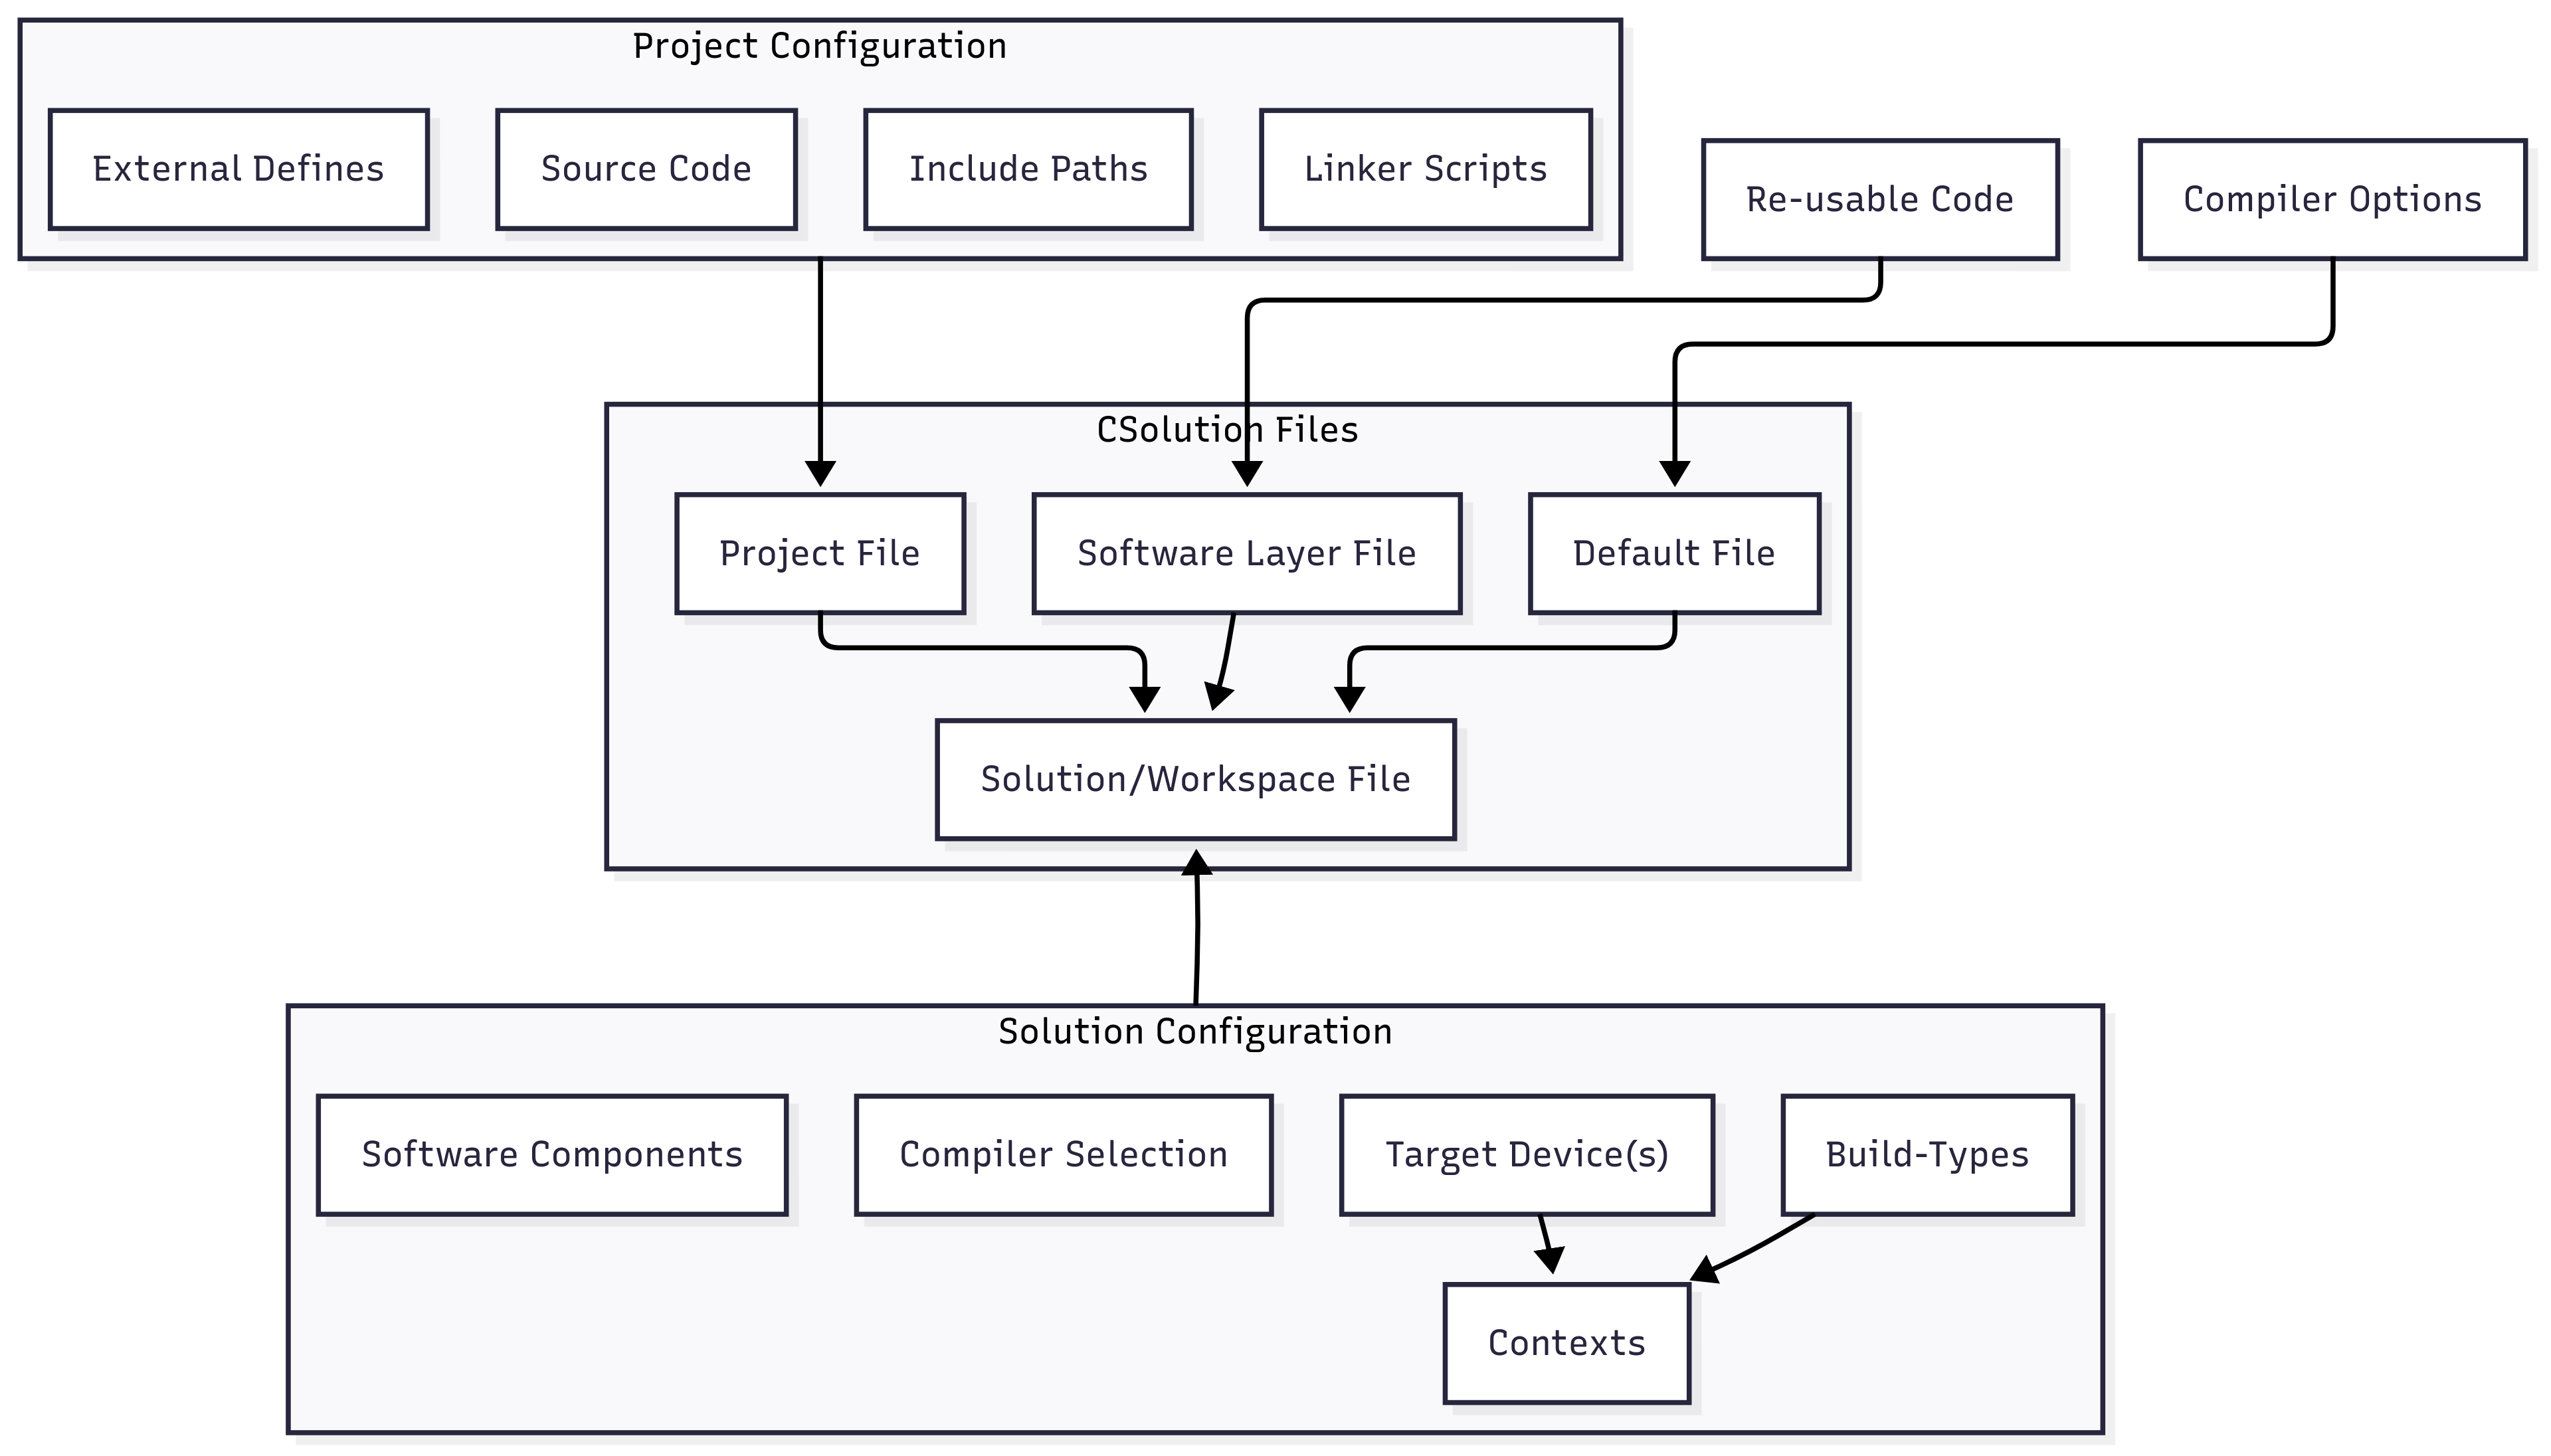 Project Configuration
External Defines
Source Code
Include Paths
Linker Scripts
Re-usable Code
Compiler Options
CSolution Files
Project File
Software Layer File
Default File
Solution/Workspace File
Solution Configuration
Software Components
Compiler Selection
Target Device(s)
Build-Types
Contexts